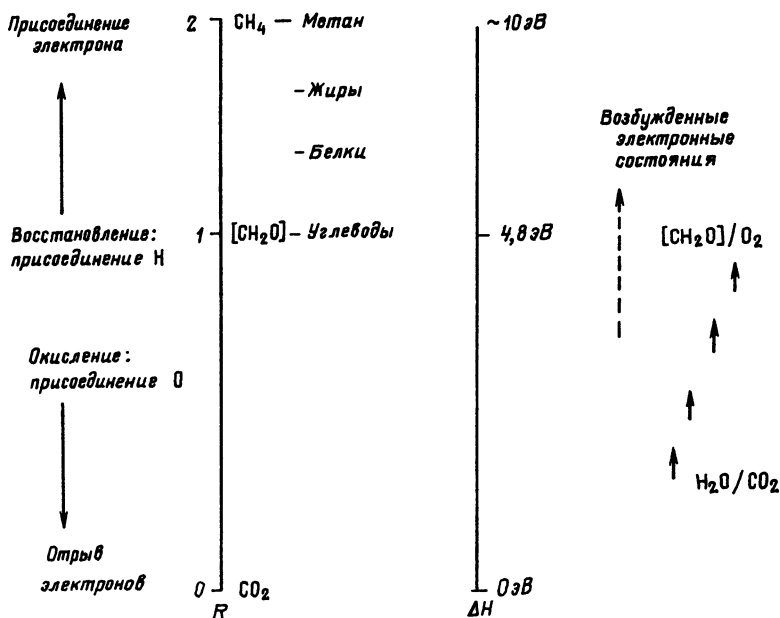 Присоединение
электрона
2
CH4 — Метан
~10 эВ
– Жиры
– Белки
Возбужденные
электронные
состояния
Восстановление:
присоединение H
1
[CH2O] – Углеводы
4,8 эВ
[CH2O]/O2
Окисление:
присоединение O
H2O/CO2
Отрыв
электронов
0
CO2
0 эВ
R
ΔH